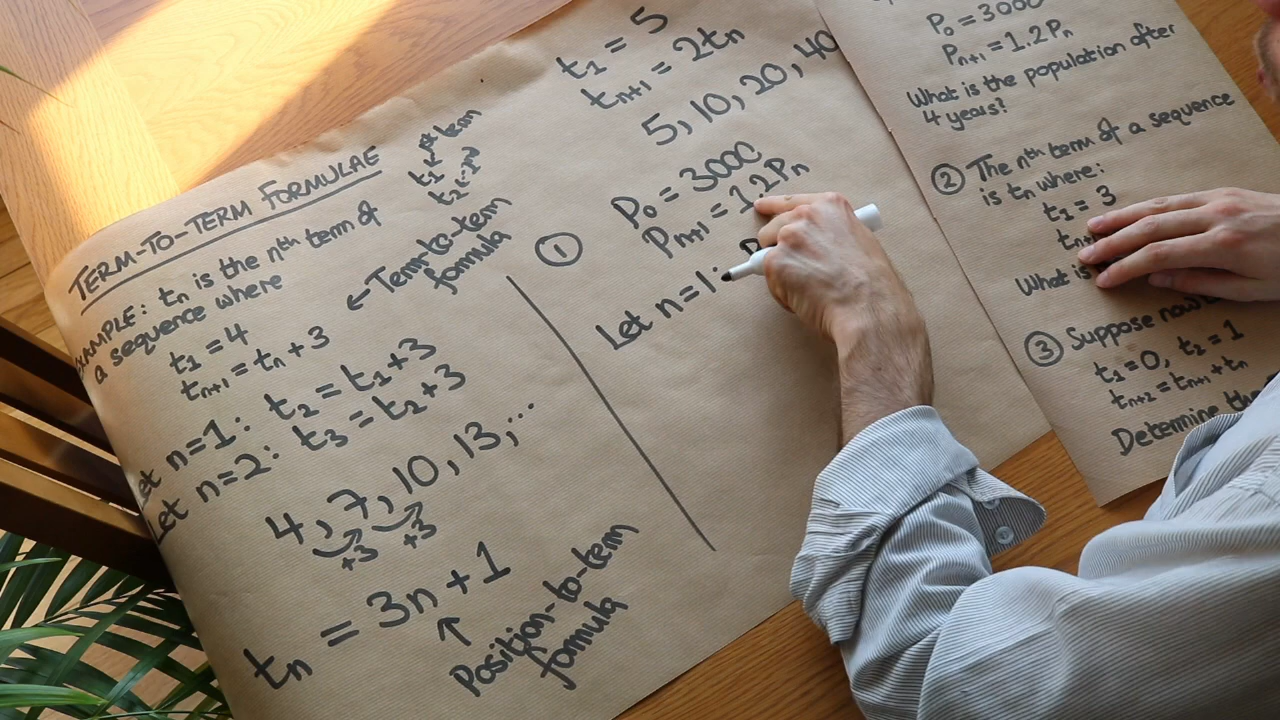 TERM-TO-TERM FORMULAE
EXAMPLE: tn is the nth term of
a sequence where
t1 = 4
tn+1 = tn + 3
← Term-to-term
formula
t1 ← 1st term
t2 ← 2nd
Let n=1: t2 = t1+3
Let n=2: t3 = t2+3
4, 7, 10, 13, ...
+3 +3
tn = 3n + 1
↑
Position-to-term
formula
t1 = 5
tn+1 = 2tn
5, 10, 20, 40
①
P0 = 3000
Pn+1 = 1.2Pn
Let n=1:
P0 = 3000
Pn+1 = 1.2Pn
What is the population after
4 years?
② The nth term of a sequence
is tn where:
t1 = 3
tn+
What is
③ Suppose now
t1=0, t2=1
tn+2 = tn+1 + tn
Determine the